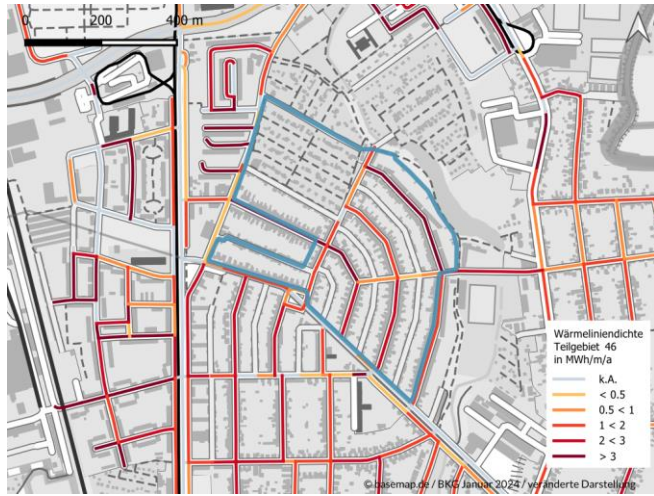 0 200 400 m
Wärmeliniendichte
Teilgebiet 46
in MWh/m/a
k.A.
< 0.5
0.5 < 1
1 < 2
2 < 3
> 3
© basemap.de / BKG Januar 2024 / veränderte Darstellung